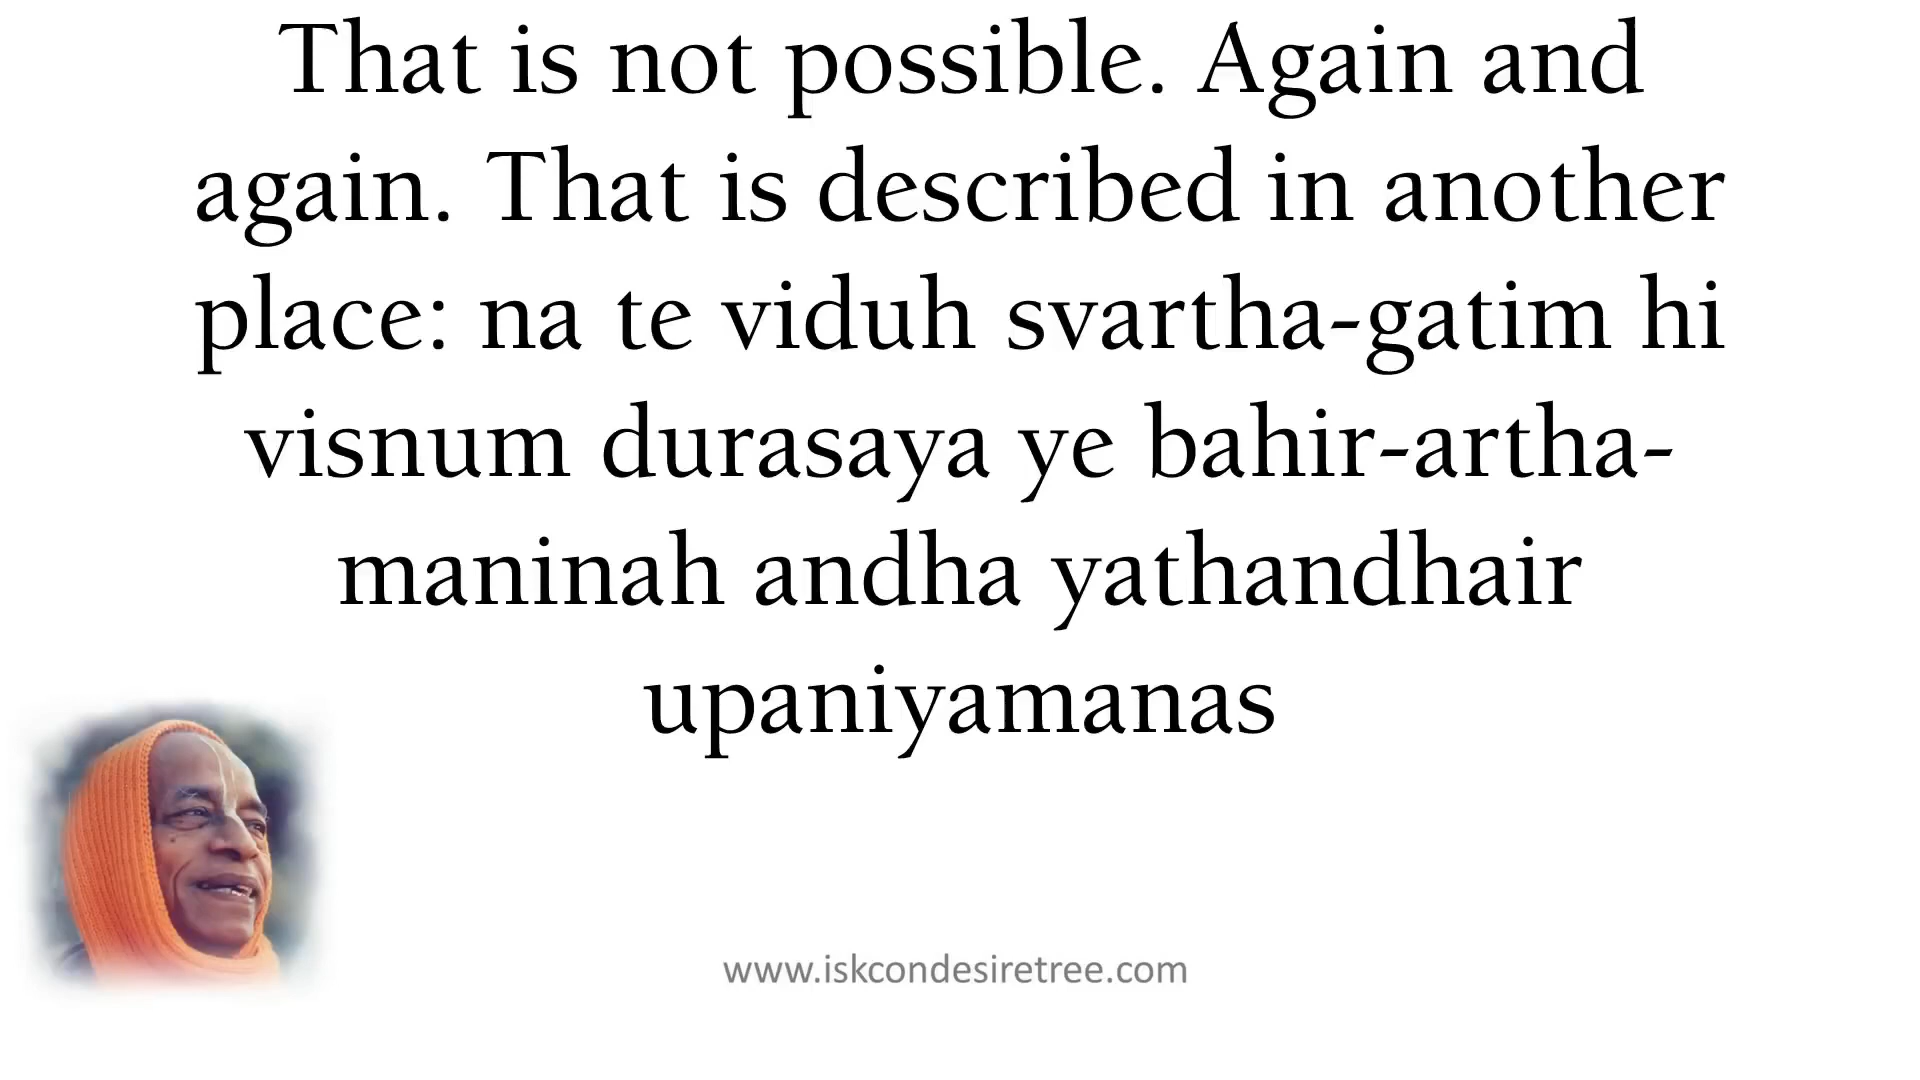 That is not possible. Again and
again. That is described in another
place: na te viduh svartha-gatim hi
visnum durasaya ye bahir-artha-
maninah andha yathandhair
upaniyamanas
www.iskcondesiretree.com